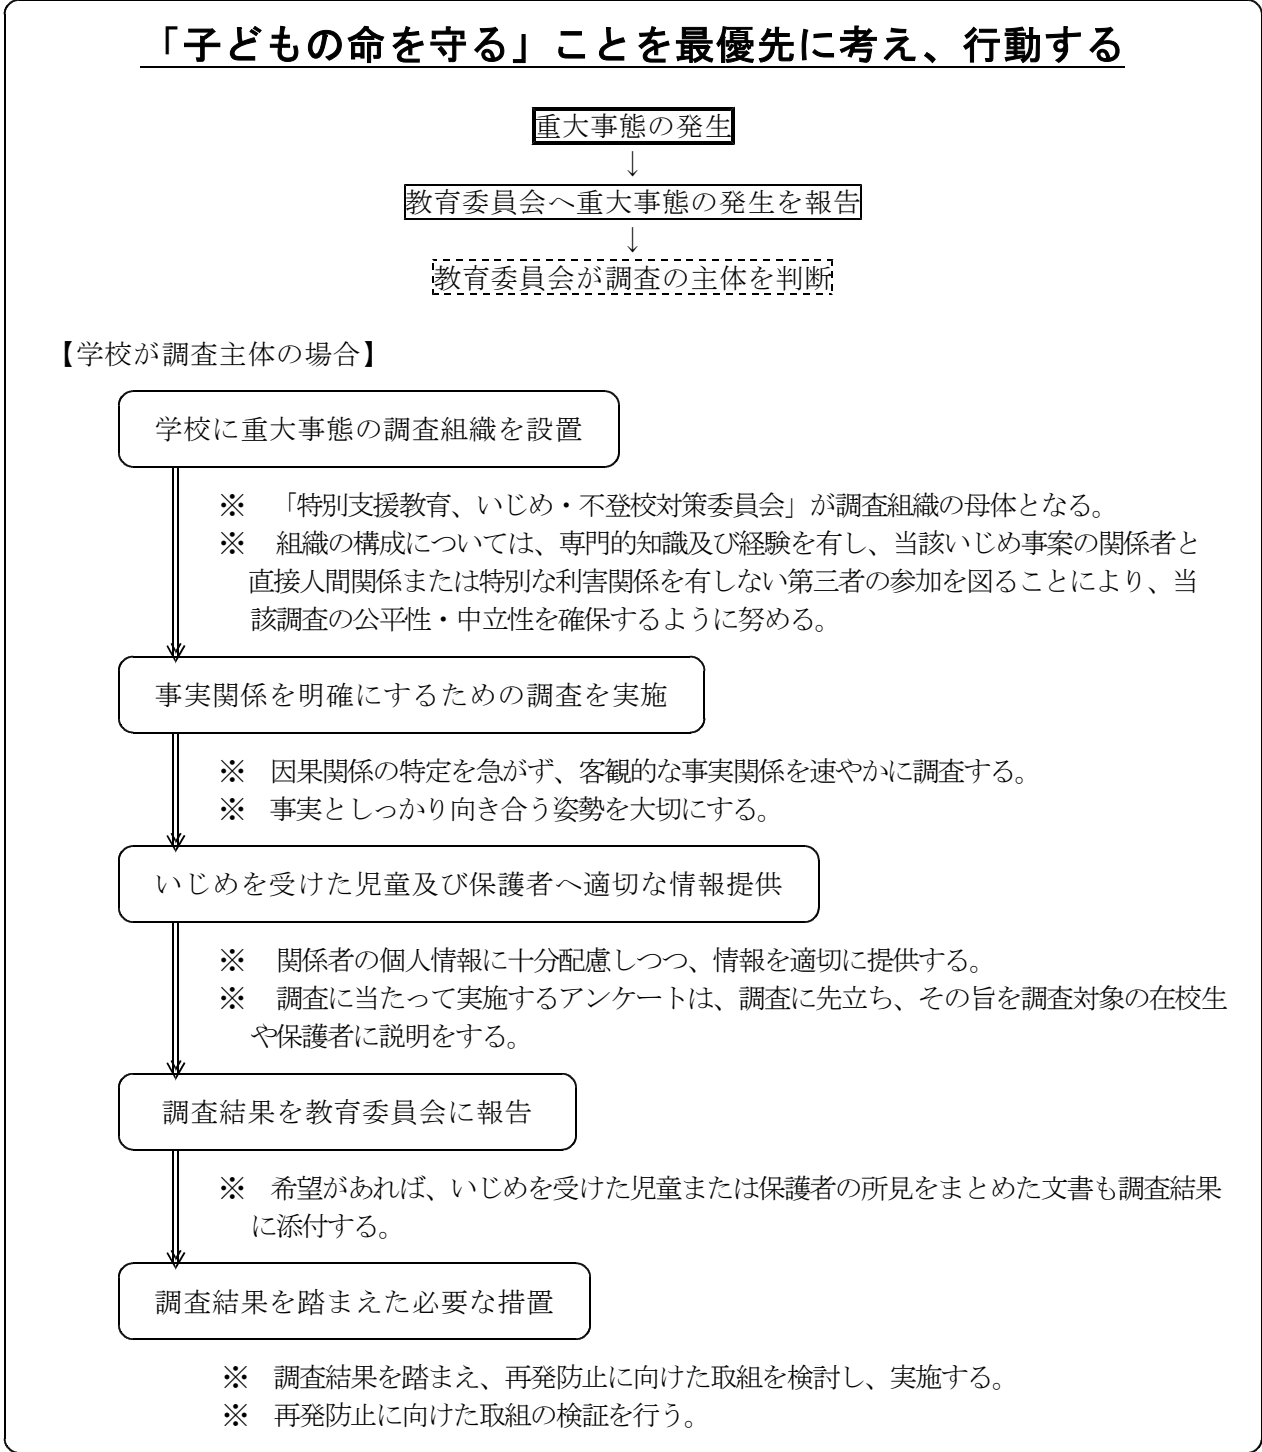 「子どもの命を守る」ことを最優先に考え、行動する
重大事態の発生
↓
教育委員会へ重大事態の発生を報告
↓
教育委員会が調査の主体を判断
【学校が調査主体の場合】
学校に重大事態の調査組織を設置
※　「特別支援教育、いじめ・不登校対策委員会」が調査組織の母体となる。
※　組織の構成については、専門的知識及び経験を有し、当該いじめ事案の関係者と
直接人間関係または特別な利害関係を有しない第三者の参加を図ることにより、当
該調査の公平性・中立性を確保するように努める。
事実関係を明確にするための調査を実施
※　因果関係の特定を急がず、客観的な事実関係を速やかに調査する。
※　事実としっかり向き合う姿勢を大切にする。
いじめを受けた児童及び保護者へ適切な情報提供
※　関係者の個人情報に十分配慮しつつ、情報を適切に提供する。
※　調査に当たって実施するアンケートは、調査に先立ち、その旨を調査対象の在校生
や保護者に説明をする。
調査結果を教育委員会に報告
※　希望があれば、いじめを受けた児童または保護者の所見をまとめた文書も調査結果
に添付する。
調査結果を踏まえた必要な措置
※　調査結果を踏まえ、再発防止に向けた取組を検討し、実施する。
※　再発防止に向けた取組の検証を行う。